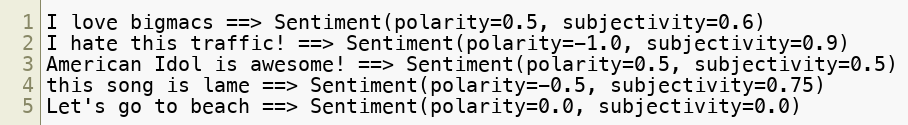 1 I love bigmacs ==> Sentiment(polarity=0.5, subjectivity=0.6)
2 I hate this traffic! ==> Sentiment(polarity=-1.0, subjectivity=0.9)
3 American Idol is awesome! ==> Sentiment(polarity=0.5, subjectivity=0.5)
4 this song is lame ==> Sentiment(polarity=-0.5, subjectivity=0.75)
5 Let's go to beach ==> Sentiment(polarity=0.0, subjectivity=0.0)